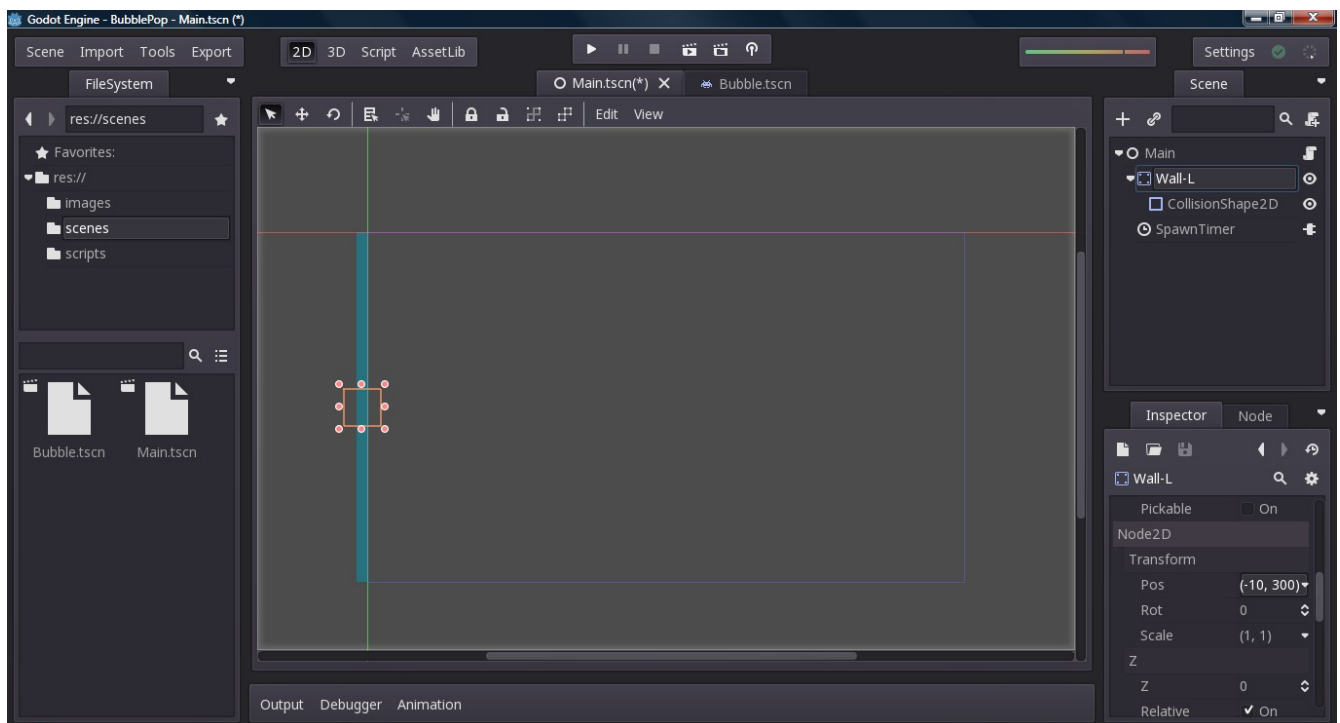 Godot Engine - BubblePop - Main.tscn (*)
Scene Import Tools Export
2D 3D Script AssetLib
Settings
FileSystem
Main.tscn(*) X
Bubble.tscn
Scene
res://scenes
Edit View
Favorites:
res://
images
scenes
scripts
Main
Wall-L
CollisionShape2D
SpawnTimer
Bubble.tscn
Main.tscn
Inspector Node
Wall-L
Pickable On
Node2D
Transform
Pos (-10, 300)
Rot 0
Scale (1, 1)
Z
Z 0
Relative On
Output Debugger Animation